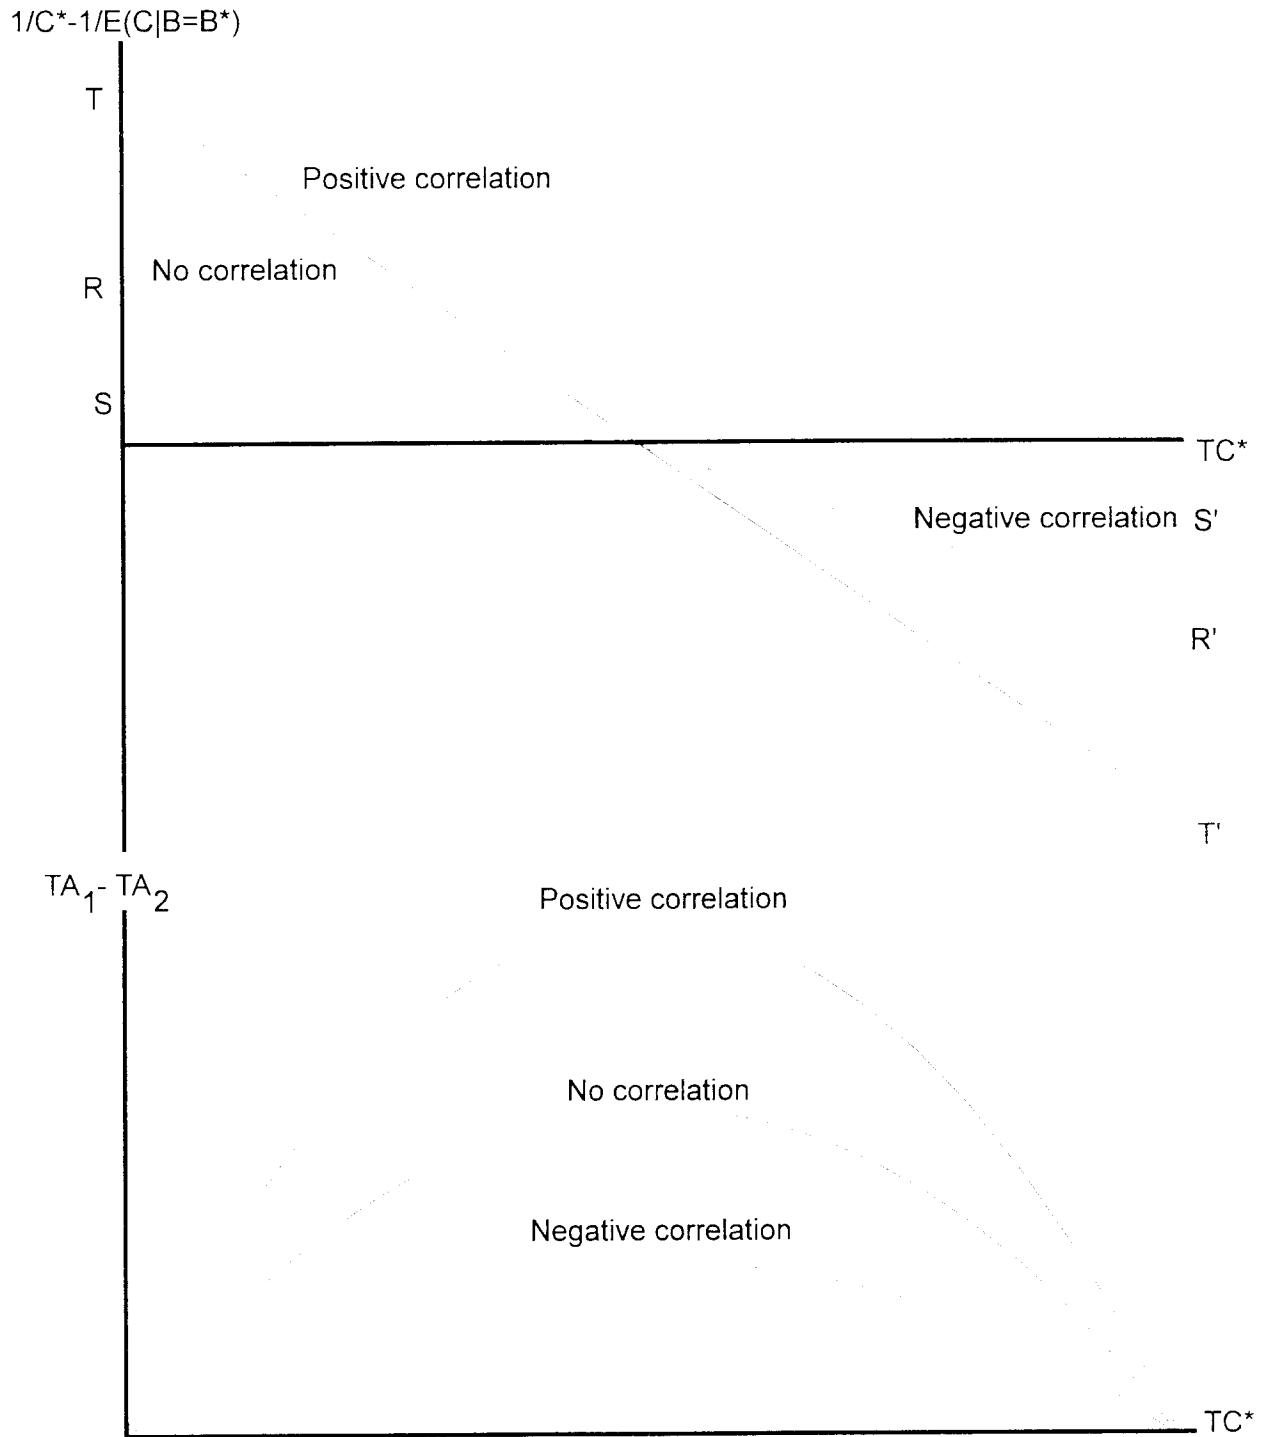 1/C*-1/E(C|B=B*)
T
Positive correlation
No correlation
R
S
TC*
Negative correlation S'
R'
T'
TA1- TA2
Positive correlation
No correlation
Negative correlation
TC*